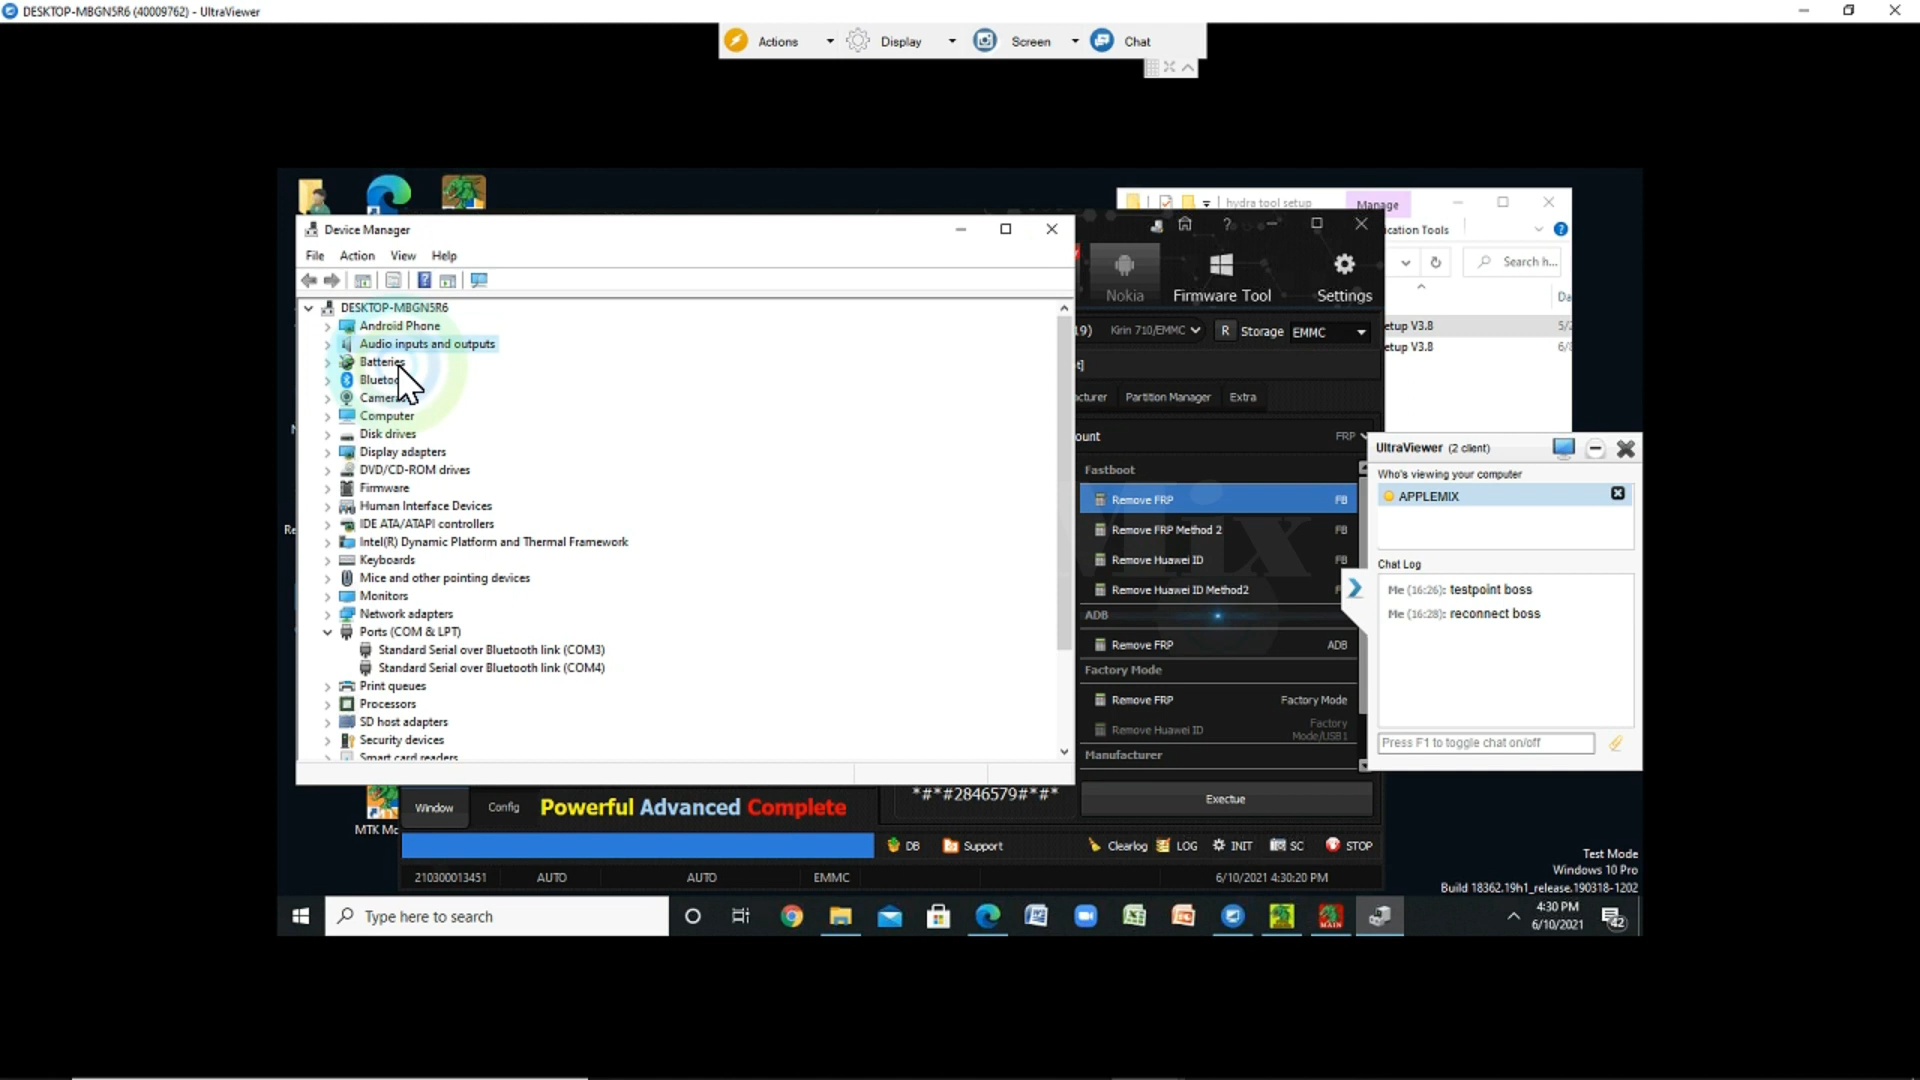 DESKTOP-MBGN5R6 (40009762) - UltraViewer
Actions Display Screen Chat
hydra tool setup Manage
Device Manager
File Action View Help
DESKTOP-MBGN5R6
Android Phone
Audio inputs and outputs
Batteries
Camera
Computer
Disk drives
Display adapters
DVD/CD-ROM drives
Firmware
Human Interface Devices
IDE ATA/ATAPI controllers
Intel(R) Dynamic Platform and Thermal Framework
Keyboards
Mice and other pointing devices
Monitors
Network adapters
Ports (COM & LPT)
Standard Serial over Bluetooth link (COM3)
Standard Serial over Bluetooth link (COM4)
Print queues
Processors
SD host adapters
Security devices
Smart card readers
Nokia Firmware Tool Settings
Kirin 710/EMMC R Storage EMMC
Partition Manager Extra
FRP
Fastboot
Remove FRP FB
Remove FRP Method 2 FB
Remove Huawei ID FB
Remove Huawei ID Method2
ADB
Remove FRP ADB
Factory Mode
Remove FRP Factory Mode
Remove Huawei ID Factory Mode/USB1
Manufacturer
*#*#2846579#*#* Exectue
Search h...
etup V3.8
etup V3.8
UltraViewer (2 client)
Who's viewing your computer
APPLEMIX
Chat Log
Me (16:26): testpoint boss
Me (16:28): reconnect boss
Press F1 to toggle chat on/off
Window Config Powerful Advanced Complete
DB Support Clearlog LOG INIT SC STOP
210300013451 AUTO AUTO EMMC 6/10/2021 4:30:20 PM
Test Mode
Windows 10 Pro
Build 18362.19h1_release.190318-1202
Type here to search
MAIN
4:30 PM
6/10/2021
42